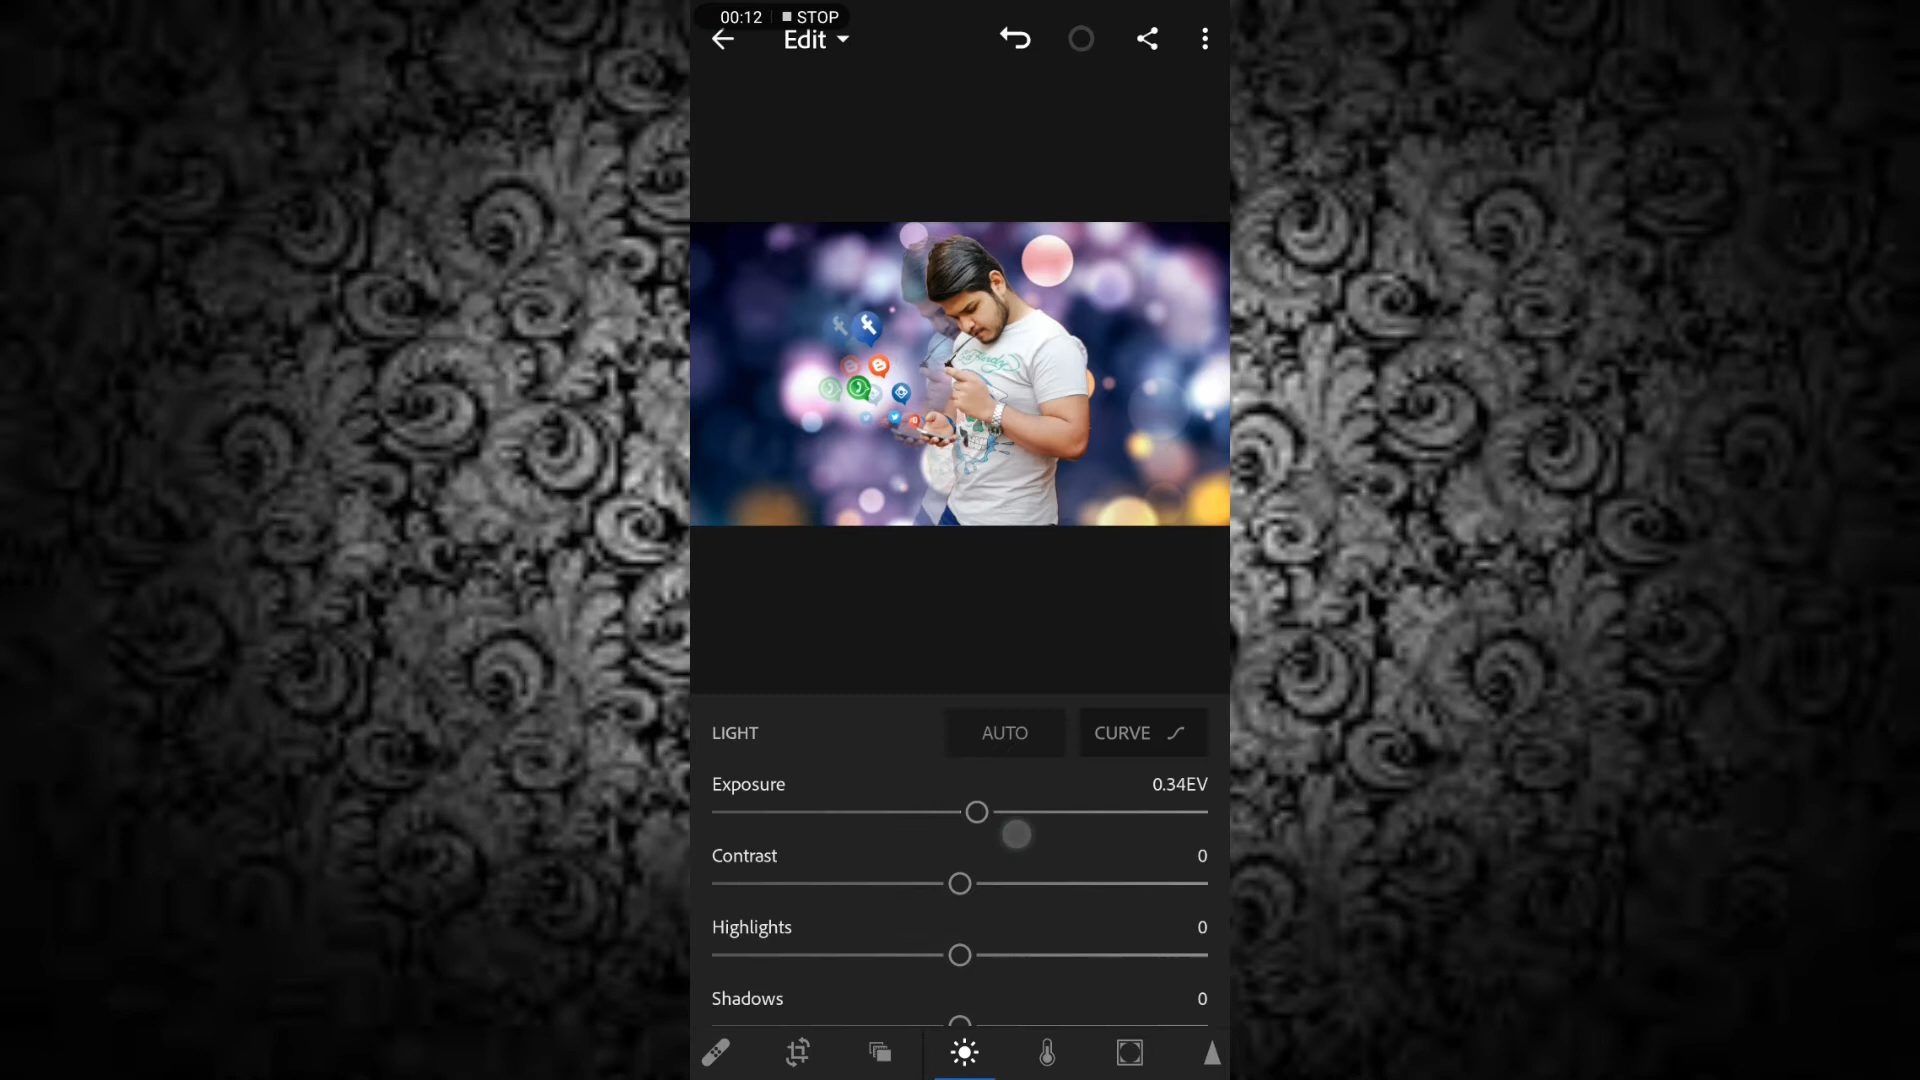 00:12 STOP
Edit
LIGHT AUTO CURVE
Exposure 0.34EV
Contrast 0
Highlights 0
Shadows 0